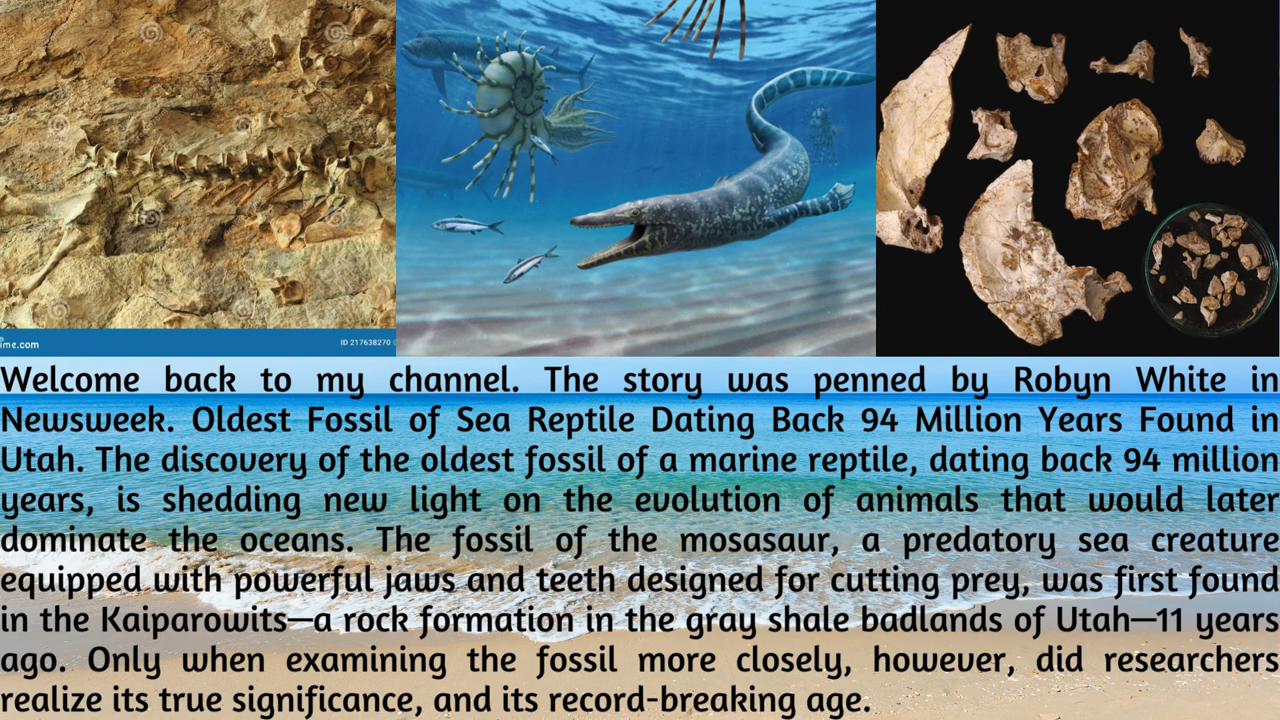 ime.com
ID 217638270
Welcome back to my channel. The story was penned by Robyn White in
Newsweek. Oldest Fossil of Sea Reptile Dating Back 94 Million Years Found in
Utah. The discovery of the oldest fossil of a marine reptile, dating back 94 million
years, is shedding new light on the evolution of animals that would later
dominate the oceans. The fossil of the mosasaur, a predatory sea creature
equipped with powerful jaws and teeth designed for cutting prey, was first found
in the Kaiparowits—a rock formation in the gray shale badlands of Utah—11 years
ago. Only when examining the fossil more closely, however, did researchers
realize its true significance, and its record-breaking age.